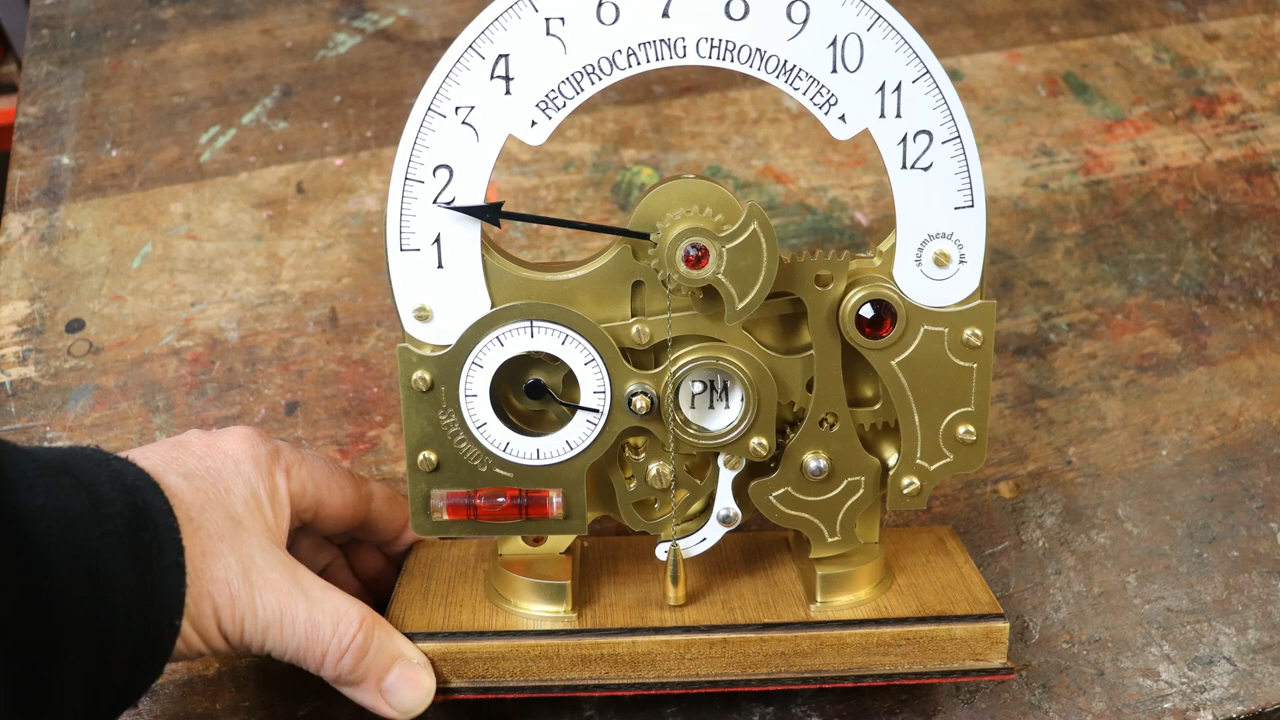 5 6 7 8 9
4 10
RECIPROCATING CHRONOMETER
3 11
2 12
1
steamhead.co.uk
PM
SECONDS